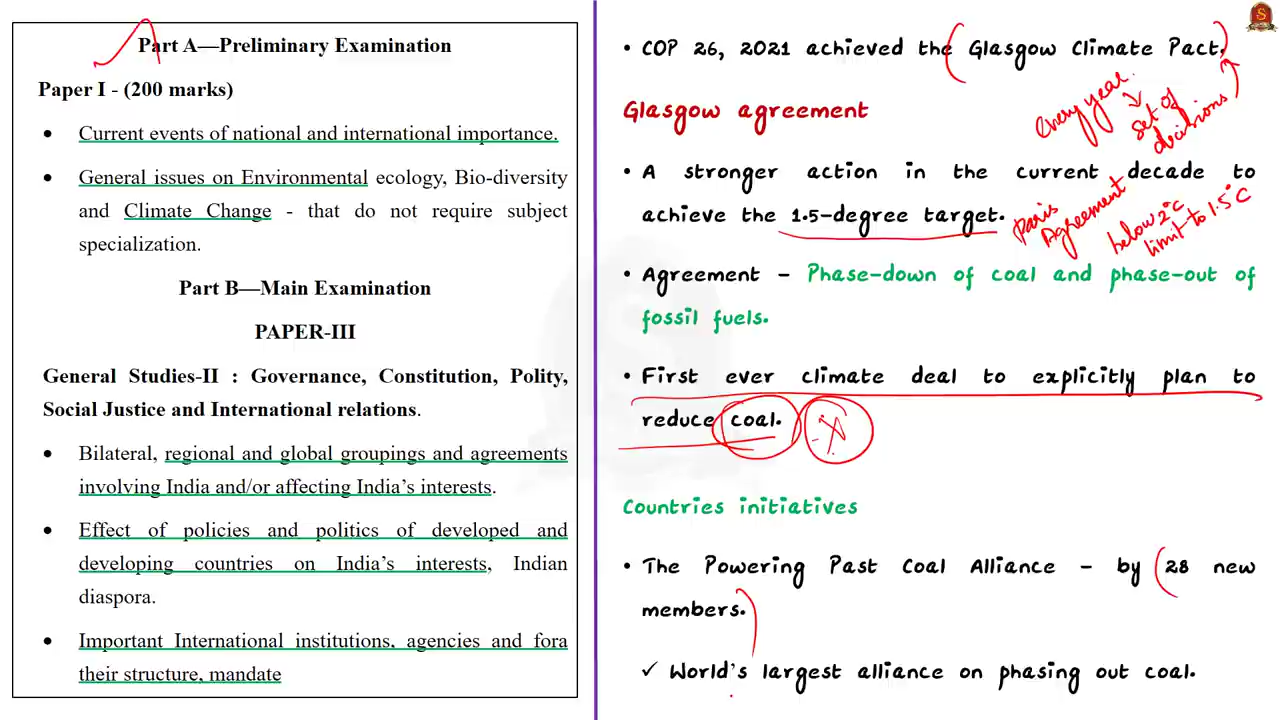 Part A—Preliminary Examination
Paper I - (200 marks)
• Current events of national and international importance.
• General issues on Environmental ecology, Bio-diversity
and Climate Change - that do not require subject
specialization.
Part B—Main Examination
PAPER-III
General Studies-II : Governance, Constitution, Polity,
Social Justice and International relations.
• Bilateral, regional and global groupings and agreements
involving India and/or affecting India's interests.
• Effect of policies and politics of developed and
developing countries on India's interests, Indian
diaspora.
• Important International institutions, agencies and fora
their structure, mandate
• COP 26, 2021 achieved the Glasgow Climate Pact.
every year
set of
decisions
Glasgow agreement
• A stronger action in the current decade to
achieve the 1.5-degree target.
Paris
Agreement
below 2°C
limit to 1.5°C
• Agreement – Phase-down of coal and phase-out of
fossil fuels.
• First ever climate deal to explicitly plan to
reduce coal.
Countries initiatives
• The Powering Past Coal Alliance – by 28 new
members.
✓ World's largest alliance on phasing out coal.